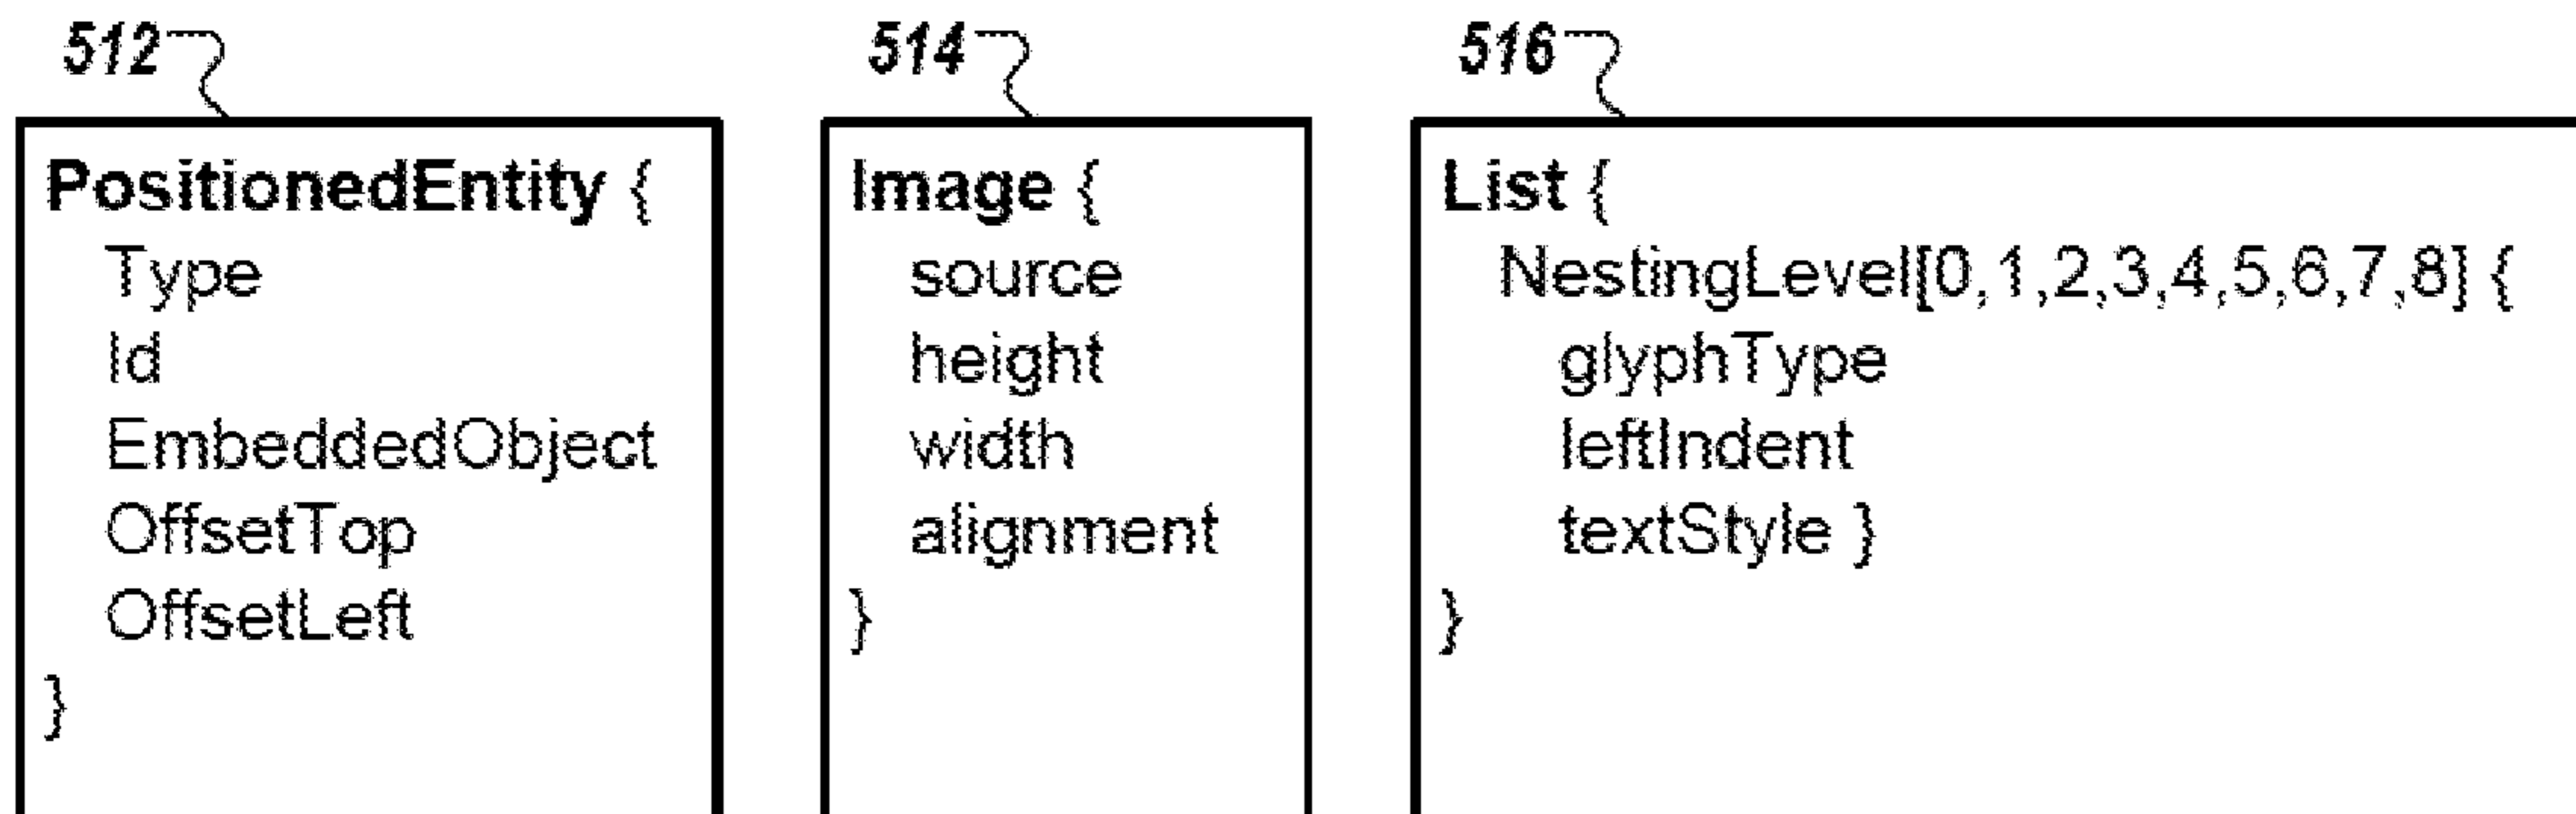 512
PositionedEntity {
Type
Id
EmbeddedObject
OffsetTop
OffsetLeft
}
514
Image {
source
height
width
alignment
}
516
List {
NestingLevel[0,1,2,3,4,5,6,7,8] {
glyphType
leftIndent
textStyle }
}